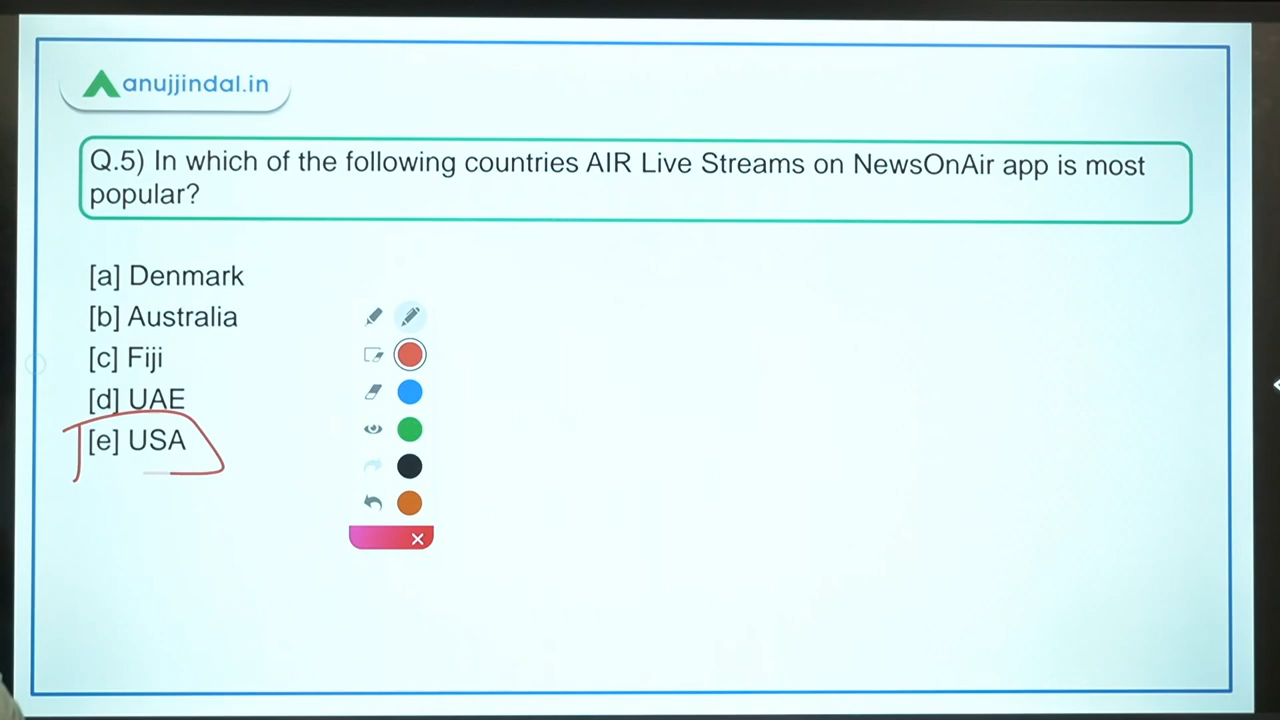 anujjindal.in
Q.5) In which of the following countries AIR Live Streams on NewsOnAir app is most
popular?
[a] Denmark
[b] Australia
[c] Fiji
[d] UAE
[e] USA